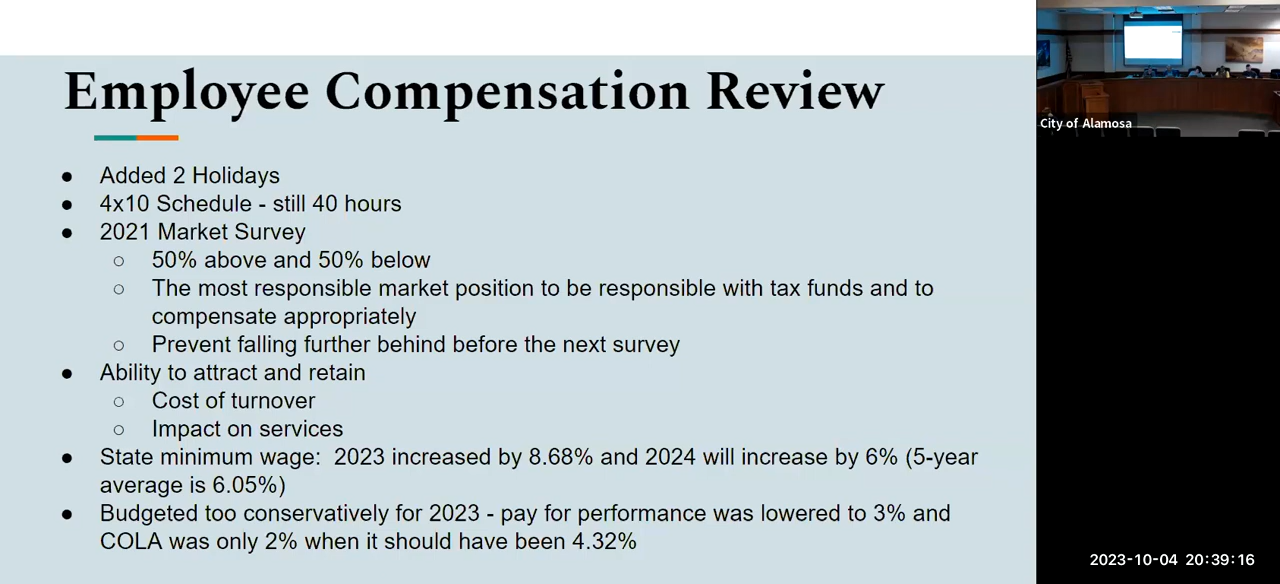 Employee Compensation Review
● Added 2 Holidays
● 4x10 Schedule - still 40 hours
● 2021 Market Survey
○ 50% above and 50% below
○ The most responsible market position to be responsible with tax funds and to
compensate appropriately
○ Prevent falling further behind before the next survey
● Ability to attract and retain
○ Cost of turnover
○ Impact on services
● State minimum wage:  2023 increased by 8.68% and 2024 will increase by 6% (5-year
average is 6.05%)
● Budgeted too conservatively for 2023 - pay for performance was lowered to 3% and
COLA was only 2% when it should have been 4.32%
City of Alamosa
2023-10-04 20:39:16